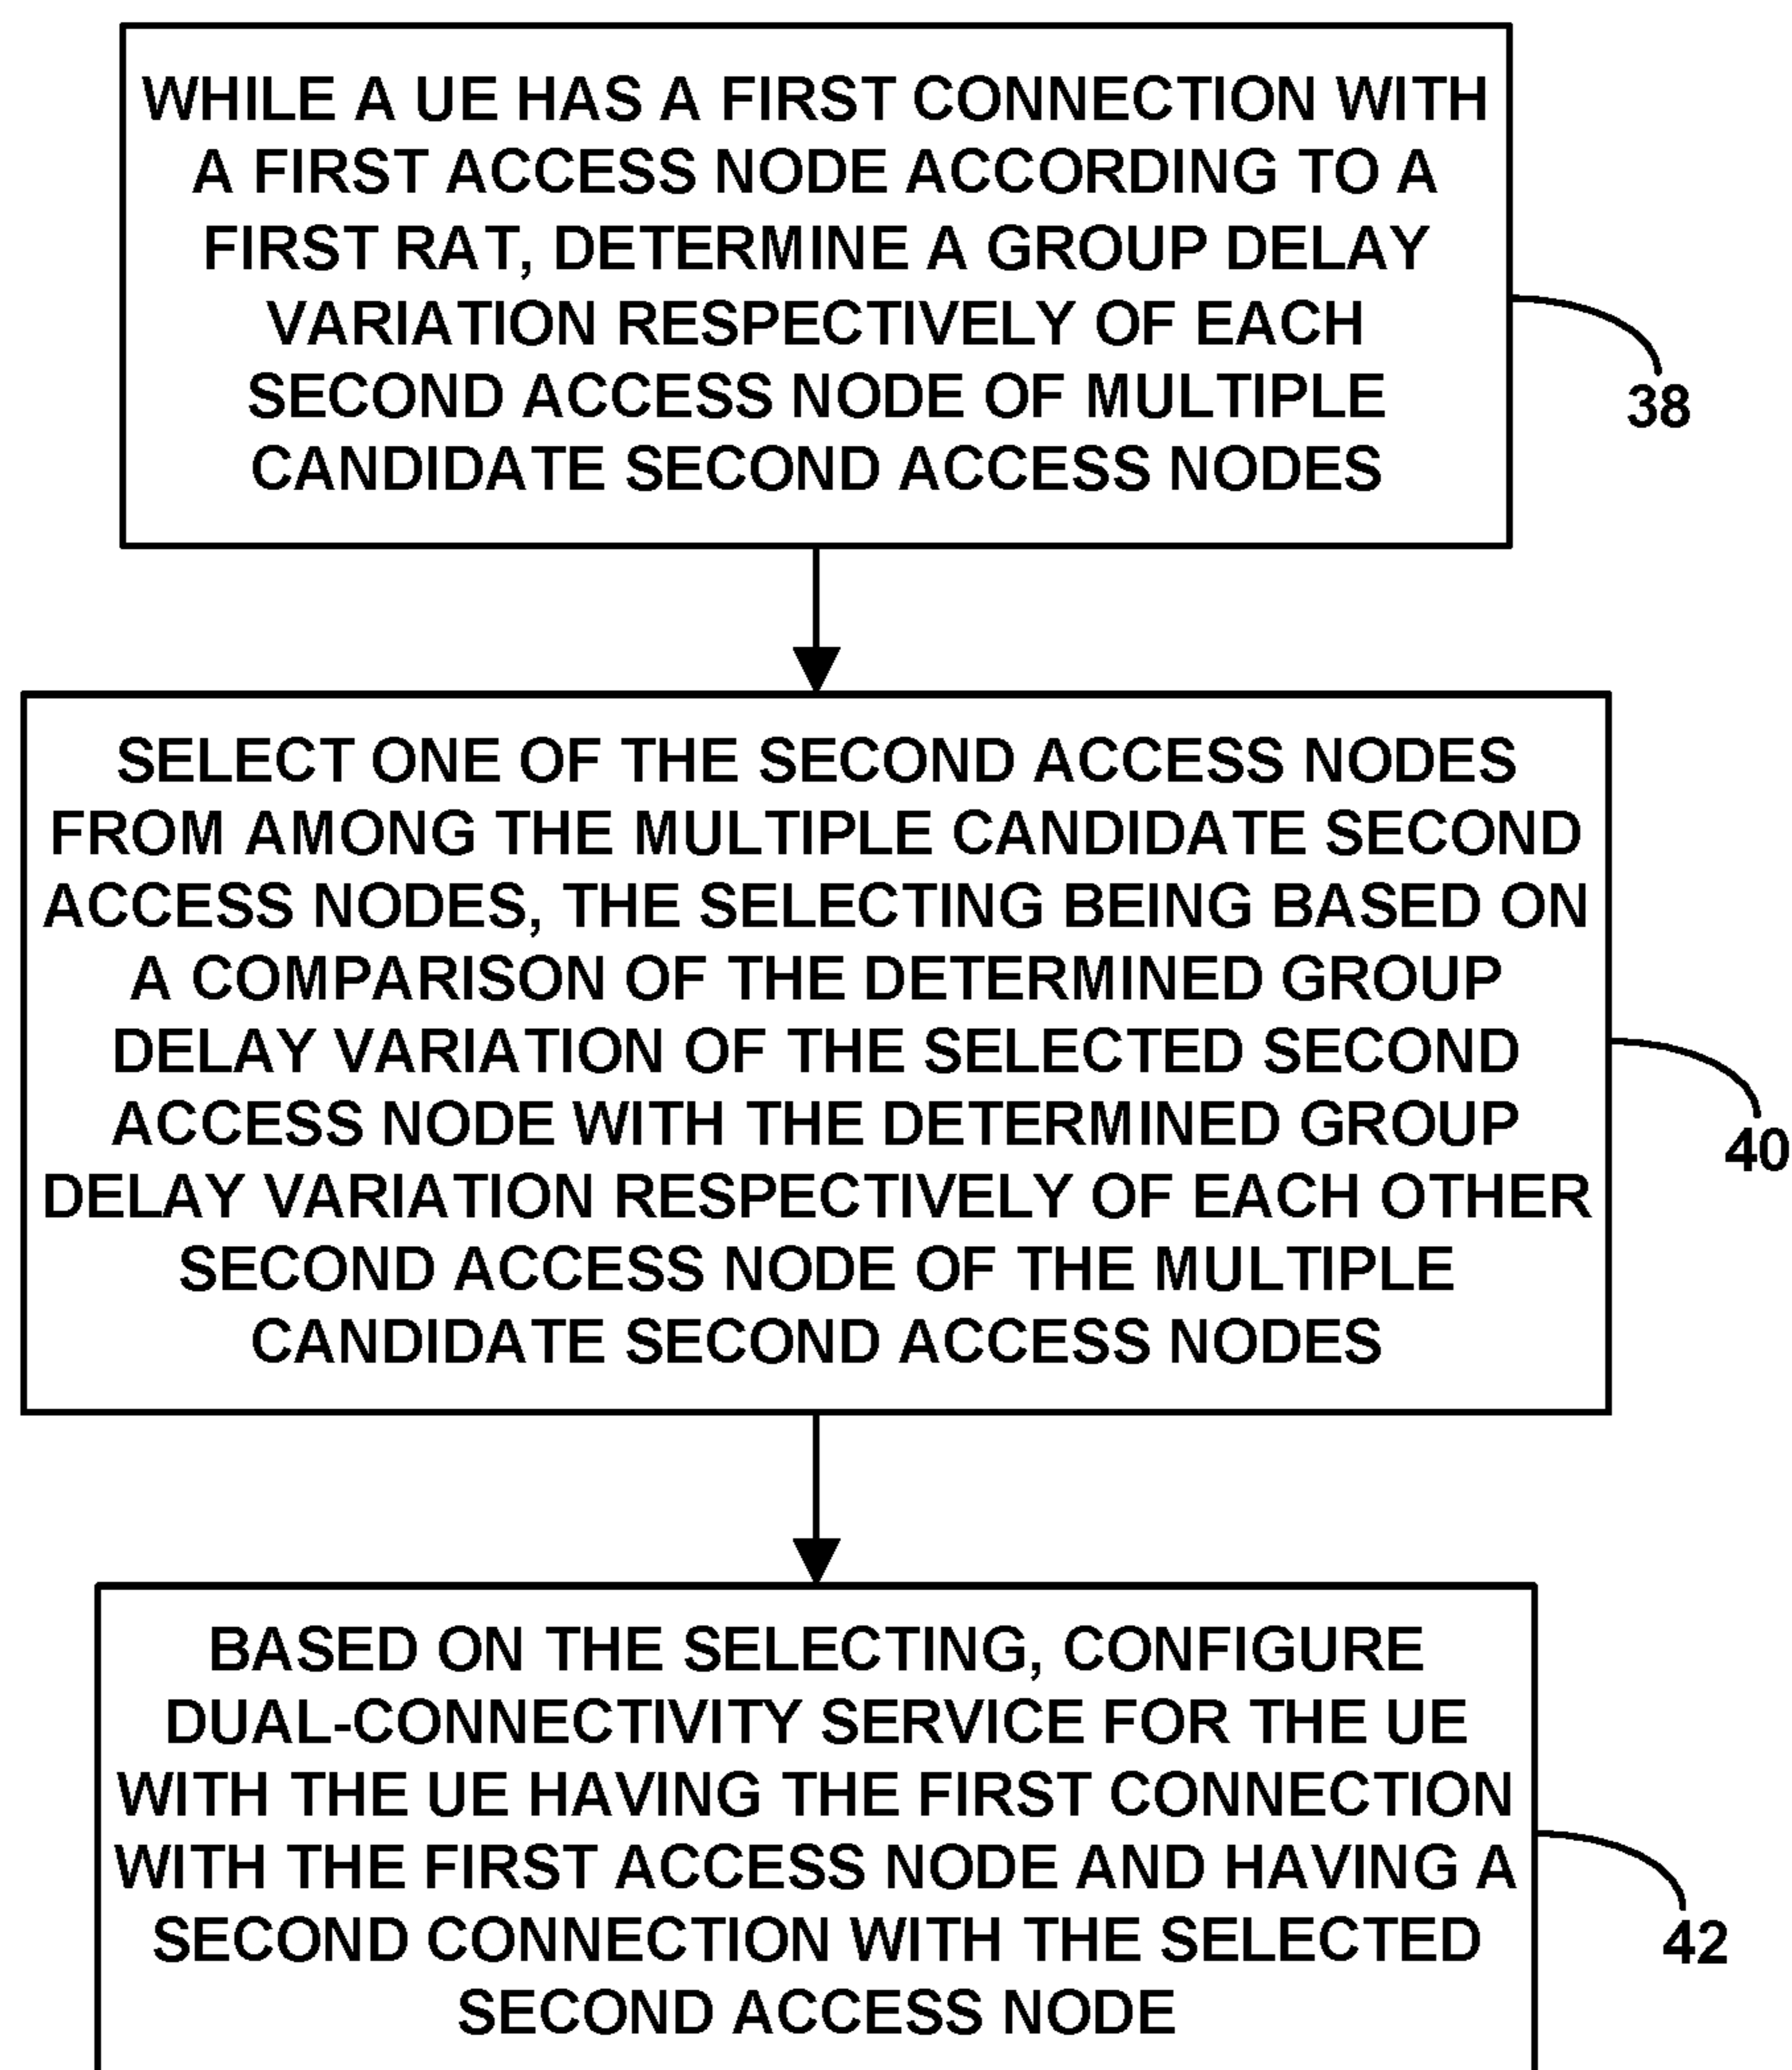 WHILE A UE HAS A FIRST CONNECTION WITH
A FIRST ACCESS NODE ACCORDING TO A
FIRST RAT, DETERMINE A GROUP DELAY
VARIATION RESPECTIVELY OF EACH
SECOND ACCESS NODE OF MULTIPLE
CANDIDATE SECOND ACCESS NODES
38
SELECT ONE OF THE SECOND ACCESS NODES
FROM AMONG THE MULTIPLE CANDIDATE SECOND
ACCESS NODES, THE SELECTING BEING BASED ON
A COMPARISON OF THE DETERMINED GROUP
DELAY VARIATION OF THE SELECTED SECOND
ACCESS NODE WITH THE DETERMINED GROUP
DELAY VARIATION RESPECTIVELY OF EACH OTHER
SECOND ACCESS NODE OF THE MULTIPLE
CANDIDATE SECOND ACCESS NODES
40
BASED ON THE SELECTING, CONFIGURE
DUAL-CONNECTIVITY SERVICE FOR THE UE
WITH THE UE HAVING THE FIRST CONNECTION
WITH THE FIRST ACCESS NODE AND HAVING A
SECOND CONNECTION WITH THE SELECTED
SECOND ACCESS NODE
42